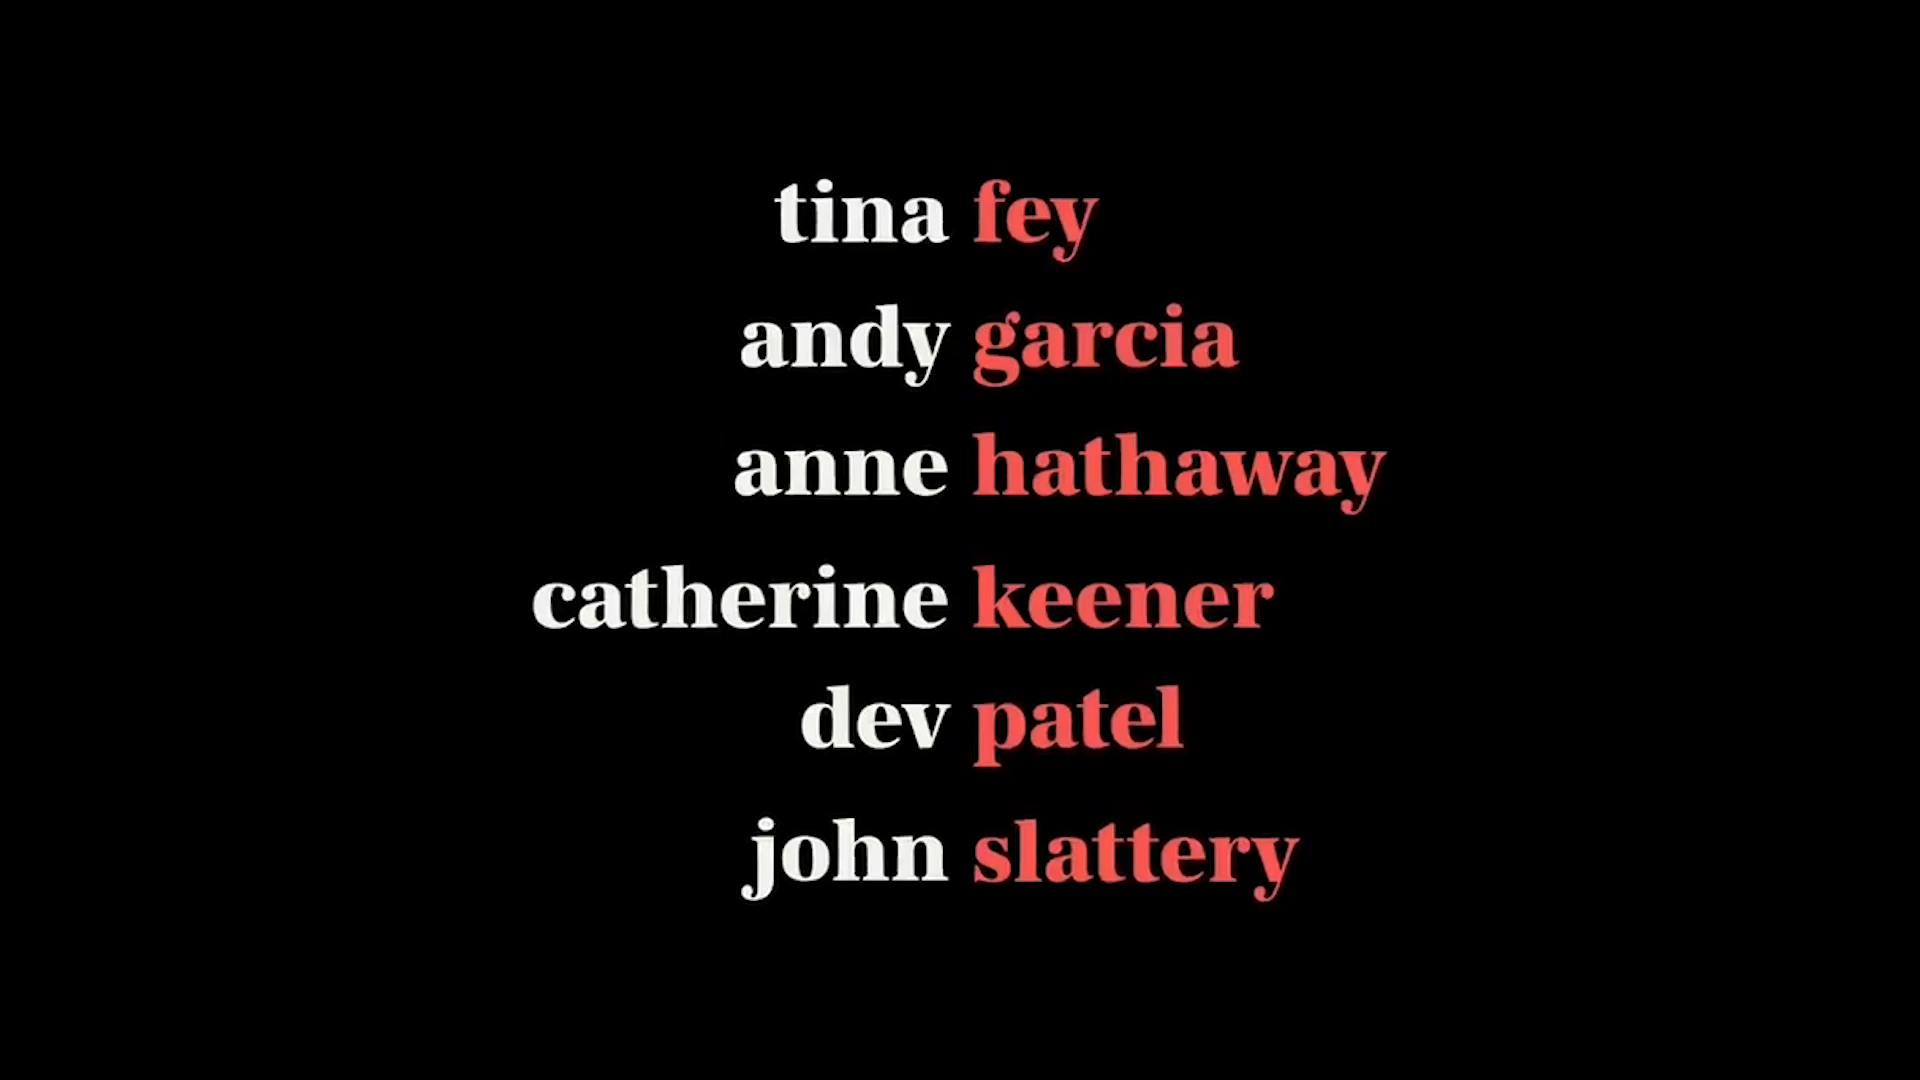 tina fey
andy garcia
anne hathaway
catherine keener
dev patel
john slattery